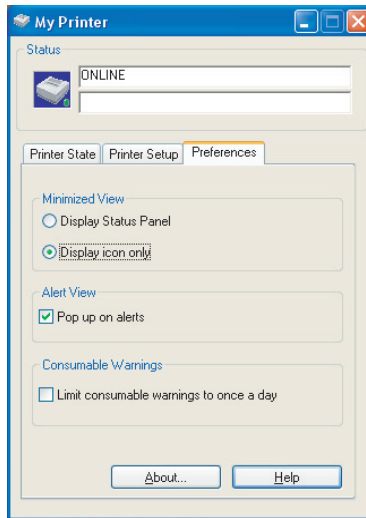 My Printer
Status
ONLINE
Printer State Printer Setup Preferences
Minimized View
Display Status Panel
Display icon only
Alert View
Pop up on alerts
Consumable Warnings
Limit consumable warnings to once a day
About... Help